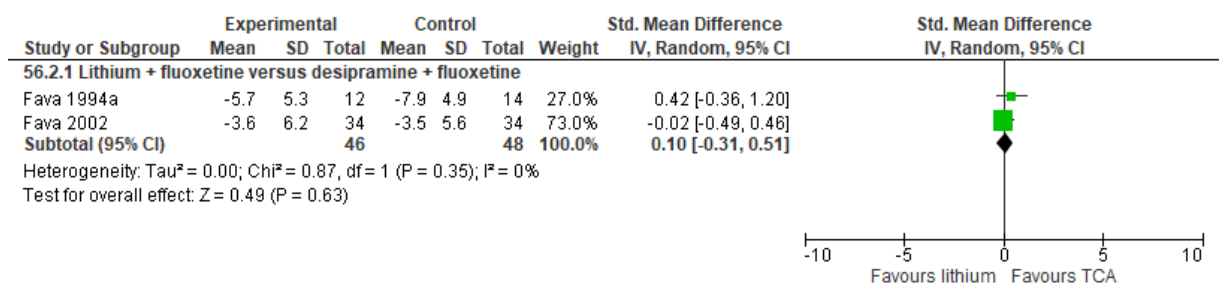 Experimental Control Std. Mean Difference Std. Mean Difference
Study or Subgroup Mean SD Total Mean SD Total Weight IV, Random, 95% CI IV, Random, 95% CI
56.2.1 Lithium + fluoxetine versus desipramine + fluoxetine
Fava 1994a -5.7 5.3 12 -7.9 4.9 14 27.0% 0.42 [-0.36, 1.20]
Fava 2002 -3.6 6.2 34 -3.5 5.6 34 73.0% -0.02 [-0.49, 0.46]
Subtotal (95% CI) 46 48 100.0% 0.10 [-0.31, 0.51]
Heterogeneity: Tau² = 0.00; Chi² = 0.87, df = 1 (P = 0.35); I² = 0%
Test for overall effect: Z = 0.49 (P = 0.63)
-10 -5 0 5 10
Favours lithium Favours TCA